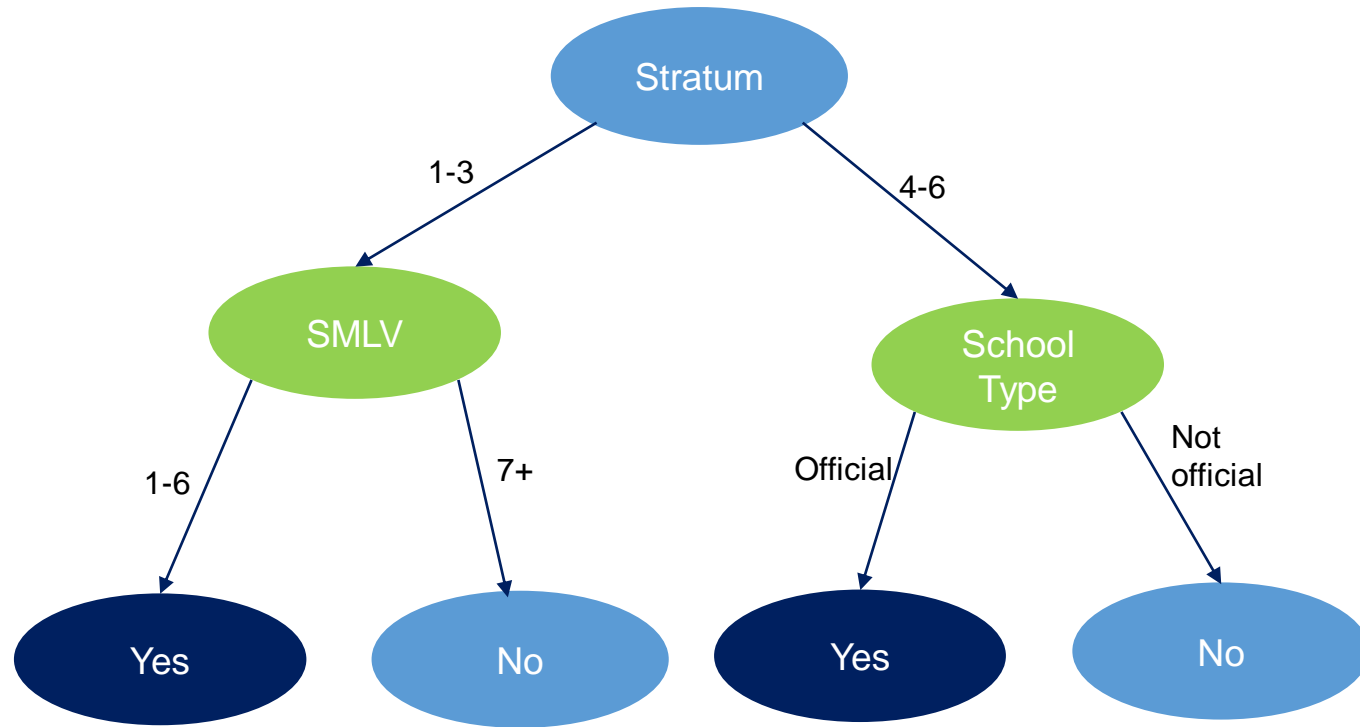 Stratum
1-3
4-6
SMLV
School
Type
1-6
7+
Official
Not
official
Yes
No
Yes
No